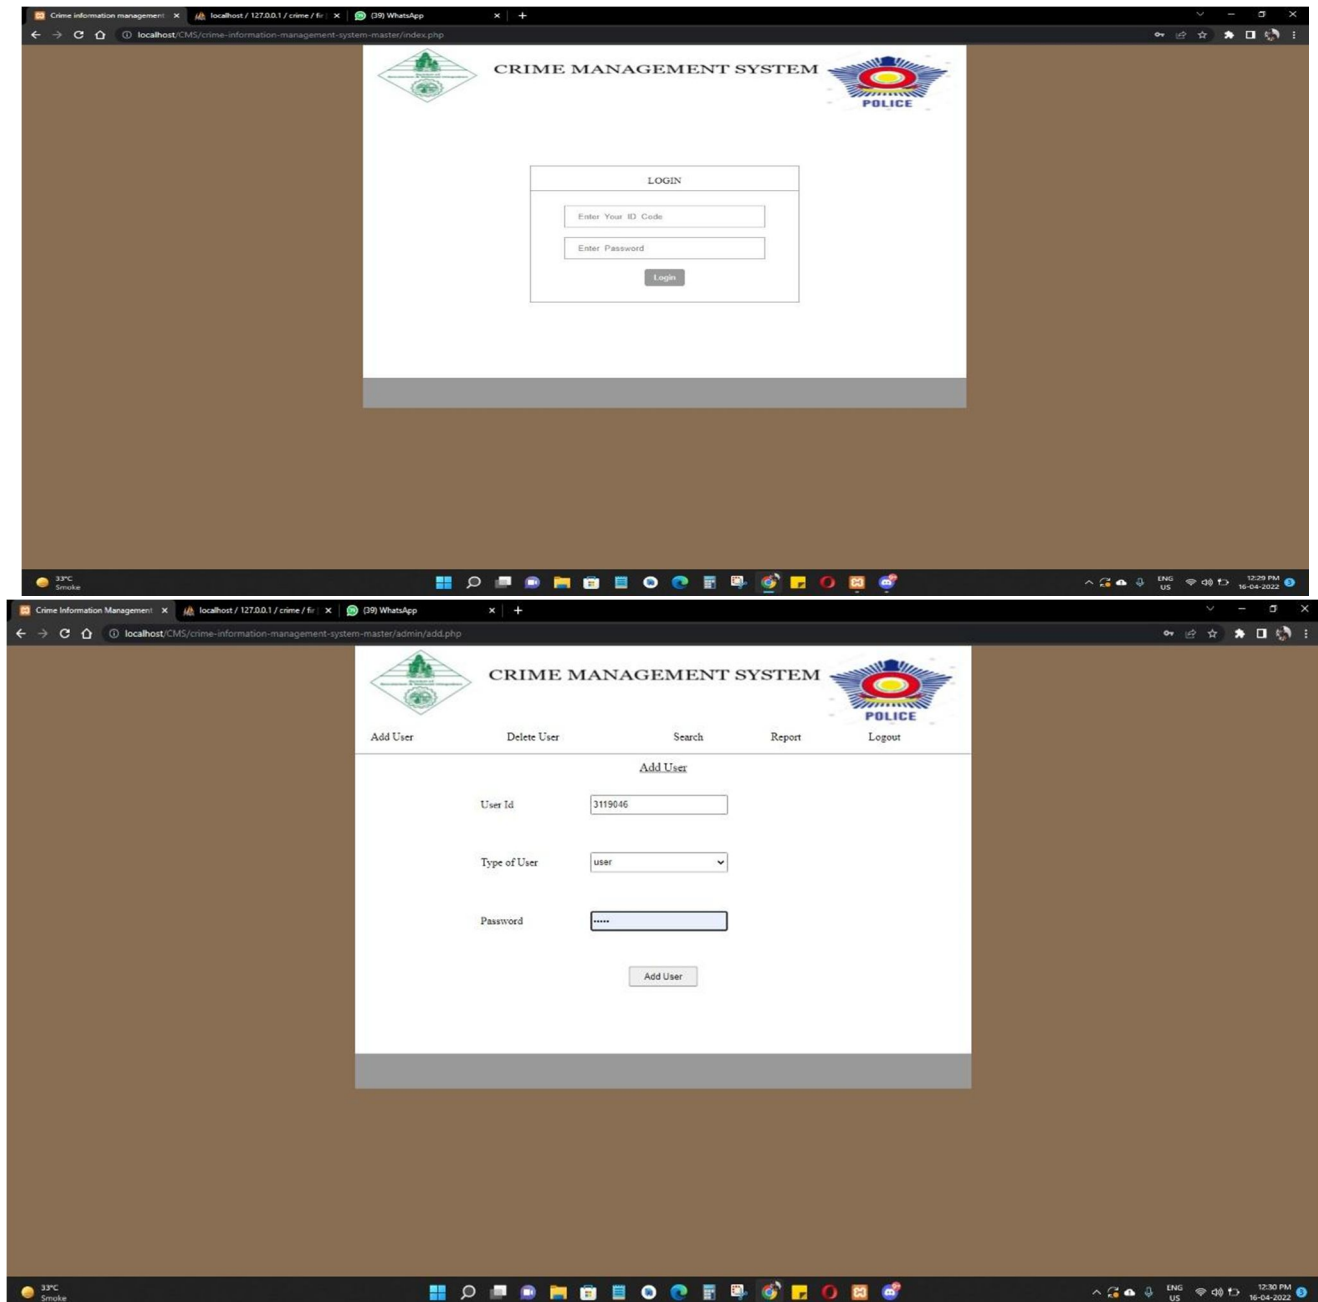 Crime information management
localhost / 127.0.0.1 / crime / fir
(39) WhatsApp
localhost/CMS/crime-information-management-system-master/index.php
CRIME MANAGEMENT SYSTEM
POLICE
LOGIN
Enter Your ID Code
Enter Password
Login
33°C
Smoke
ENG
US
12:29 PM
16-04-2022
3
Crime Information Management
localhost / 127.0.0.1 / crime / fir
(39) WhatsApp
localhost/CMS/crime-information-management-system-master/admin/add.php
CRIME MANAGEMENT SYSTEM
POLICE
Add User Delete User Search Report Logout
Add User
User Id 3119046
Type of User user
Password •••••
Add User
33°C
Smoke
ENG
US
12:30 PM
16-04-2022
3